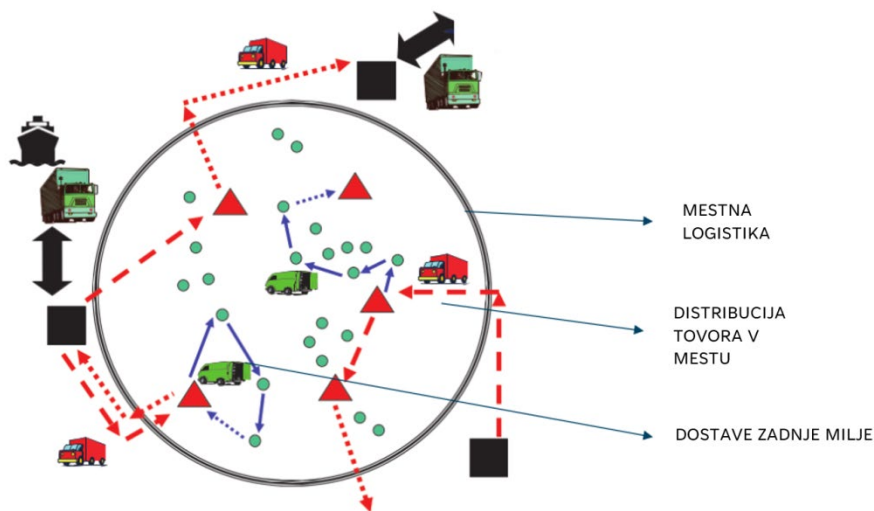 MESTNA
LOGISTIKA
DISTRIBUCIJA
TOVORA V
MESTU
DOSTAVE ZADNJE MILJE